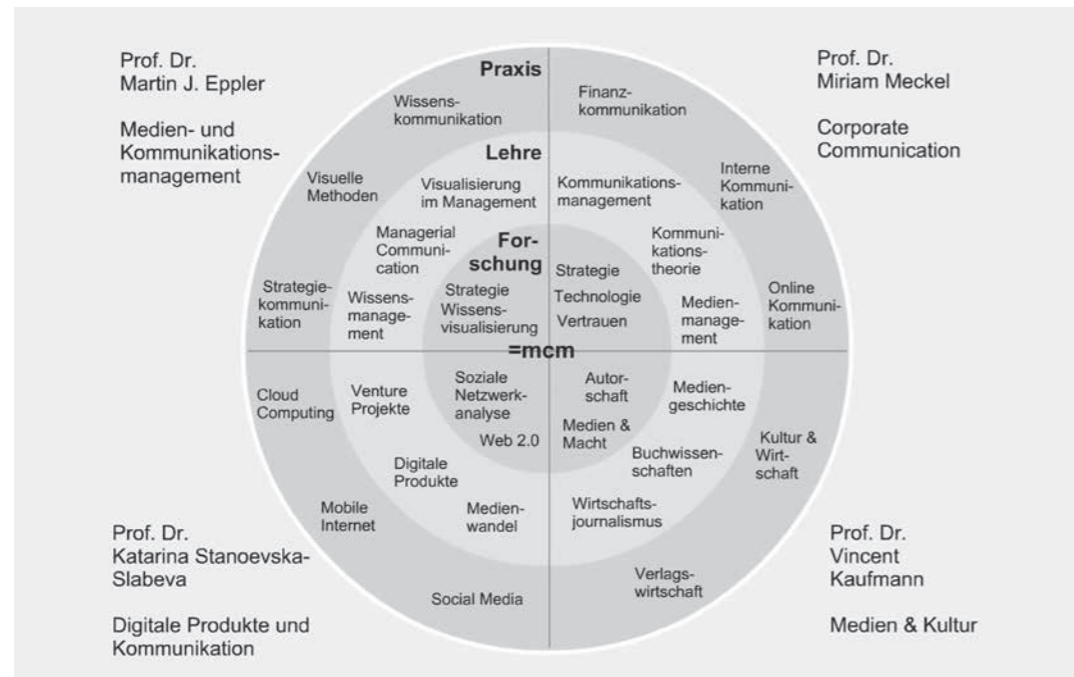 Prof. Dr.
Martin J. Eppler
Medien- und
Kommunikations-
management
Prof. Dr.
Miriam Meckel
Corporate
Communication
Praxis
Wissens-
kommunikation
Finanz-
kommunikation
Lehre
Visuelle
Methoden
Visualisierung
im Management
Kommunikations-
management
Interne
Kommuni-
kation
Managerial
Communi-
cation
For-
schung
Kommuni-
kations-
theorie
Strategie-
kommuni-
kation
Wissens-
manage-
ment
Strategie
Wissens-
visualisierung
Strategie
Technologie
Vertrauen
Medien-
manage-
ment
Online
Kommuni-
kation
=mcm
Cloud
Computing
Venture
Projekte
Soziale
Netzwerk-
analyse
Web 2.0
Autor-
schaft
Medien &
Macht
Medien-
geschichte
Kultur &
Wirt-
schaft
Digitale
Produkte
Buchwissen-
schaften
Mobile
Internet
Medien-
wandel
Wirtschafts-
journalismus
Social Media
Verlags-
wirtschaft
Prof. Dr.
Katarina Stanoevska-
Slabeva
Digitale Produkte und
Kommunikation
Prof. Dr.
Vincent
Kaufmann
Medien & Kultur